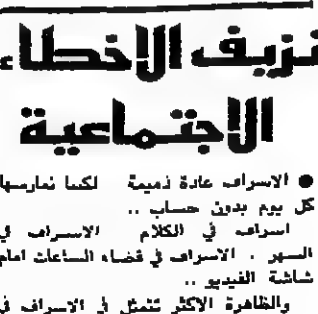 نزيف الاخطاء
الاجتماعية
● الاسراف عادة ذميمة لكننا نمارسها
كل يوم بدون حساب ..
اسراف في الكلام الاسراف في
السهر . الاسراف في قضاء الساعات امام
شاشة الفيديو ..
والظاهرة الاكثر تتمثل في الاسراف في